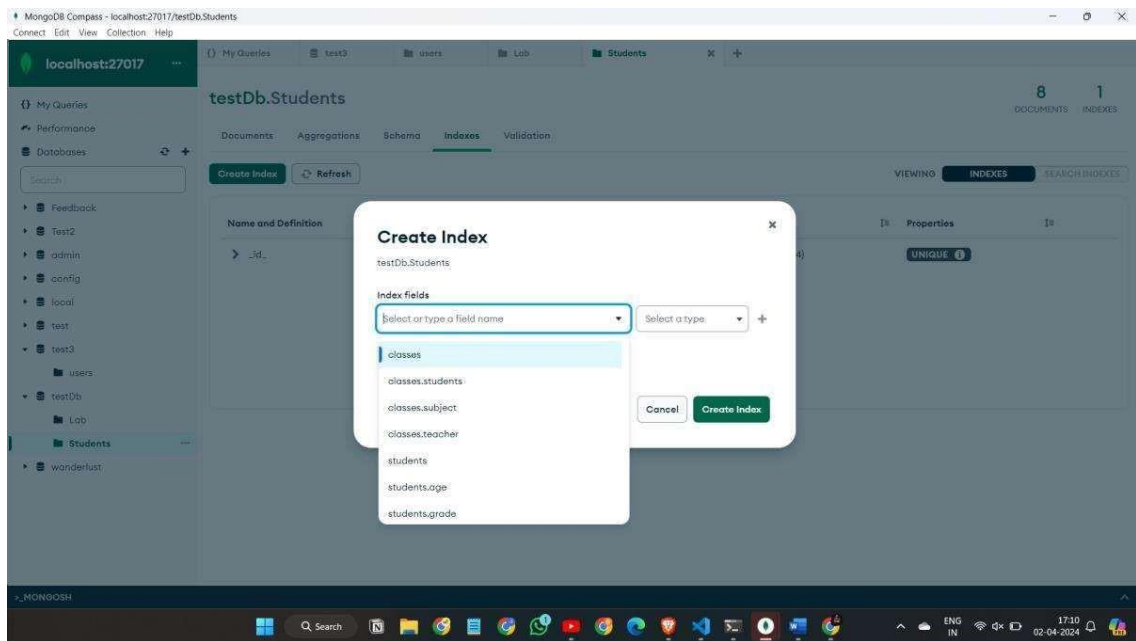 MongoDB Compass - localhost:27017/testDb.Students
Connect Edit View Collection Help
localhost:27017 ...
{} My Queries test3 users Lab Students
testDb.Students
8 DOCUMENTS 1 INDEXES
My Queries
Performance
Databases
Search
Feedback
Test2
admin
config
local
test
test3
users
testDb
Lab
Students
wanderlust
Documents Aggregations Schema Indexes Validation
Create Index Refresh
VIEWING INDEXES SEARCH INDEXES
Name and Definition Properties
_id_ UNIQUE
Create Index
testDb.Students
Index fields
Select or type a field name Select a type
classes
classes.students
classes.subject
classes.teacher
students
students.age
students.grade
Cancel Create Index
>_MONGOSH
Search
ENG IN
17:10
02-04-2024